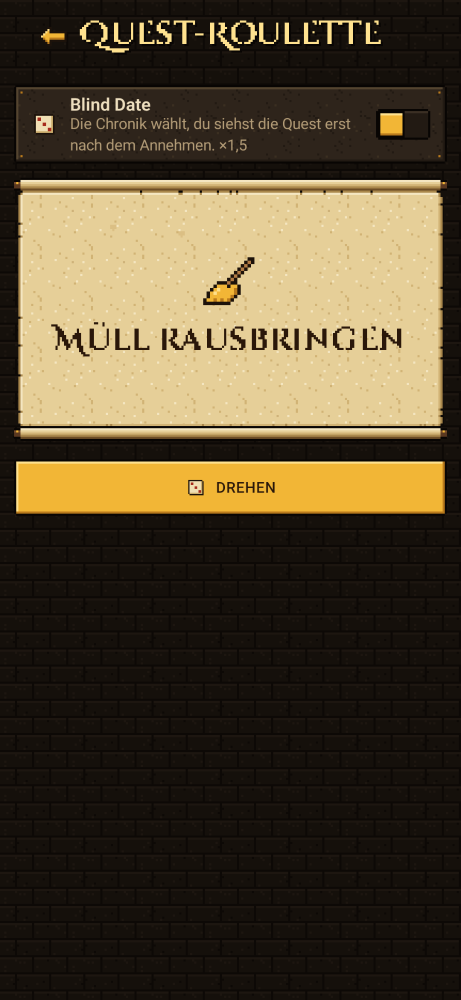 QUEST-ROULETTE
Blind Date
Die Chronik wählt, du siehst die Quest erst
nach dem Annehmen. ×1,5
MÜLL RAUSBRINGEN
DREHEN